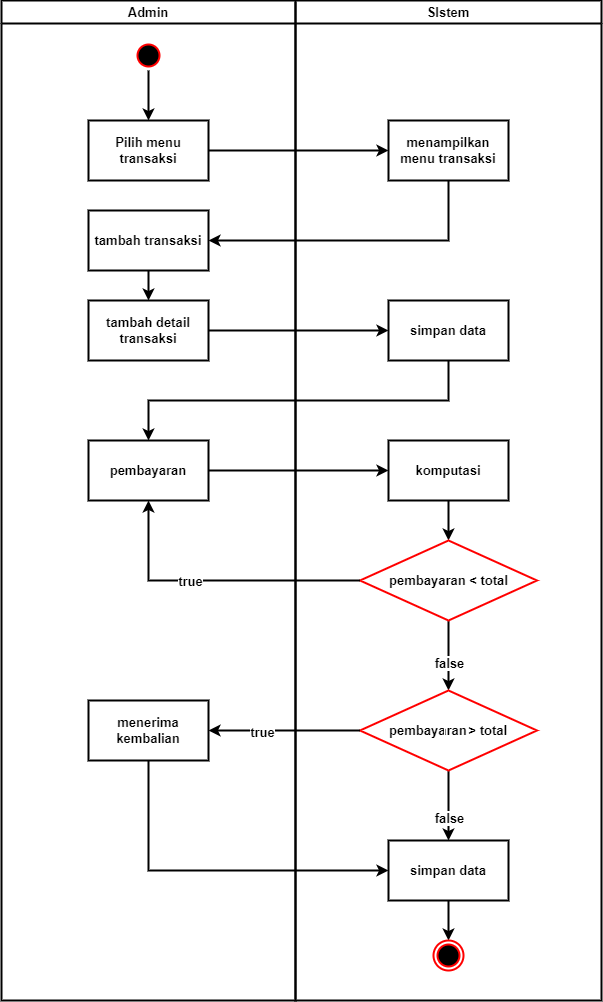 Admin
SIstem
Pilih menu
transaksi
menampilkan
menu transaksi
tambah transaksi
tambah detail
transaksi
simpan data
pembayaran
komputasi
pembayaran < total
true
false
pembayaran > total
true
menerima
kembalian
false
simpan data